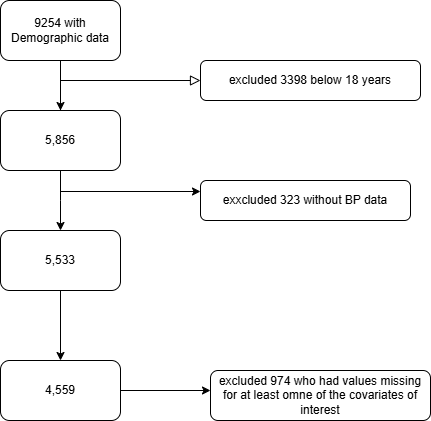 9254 with
Demographic data
excluded 3398 below 18 years
5,856
exxcluded 323 without BP data
5,533
4,559
excluded 974 who had values missing
for at least omne of the covariates of
interest